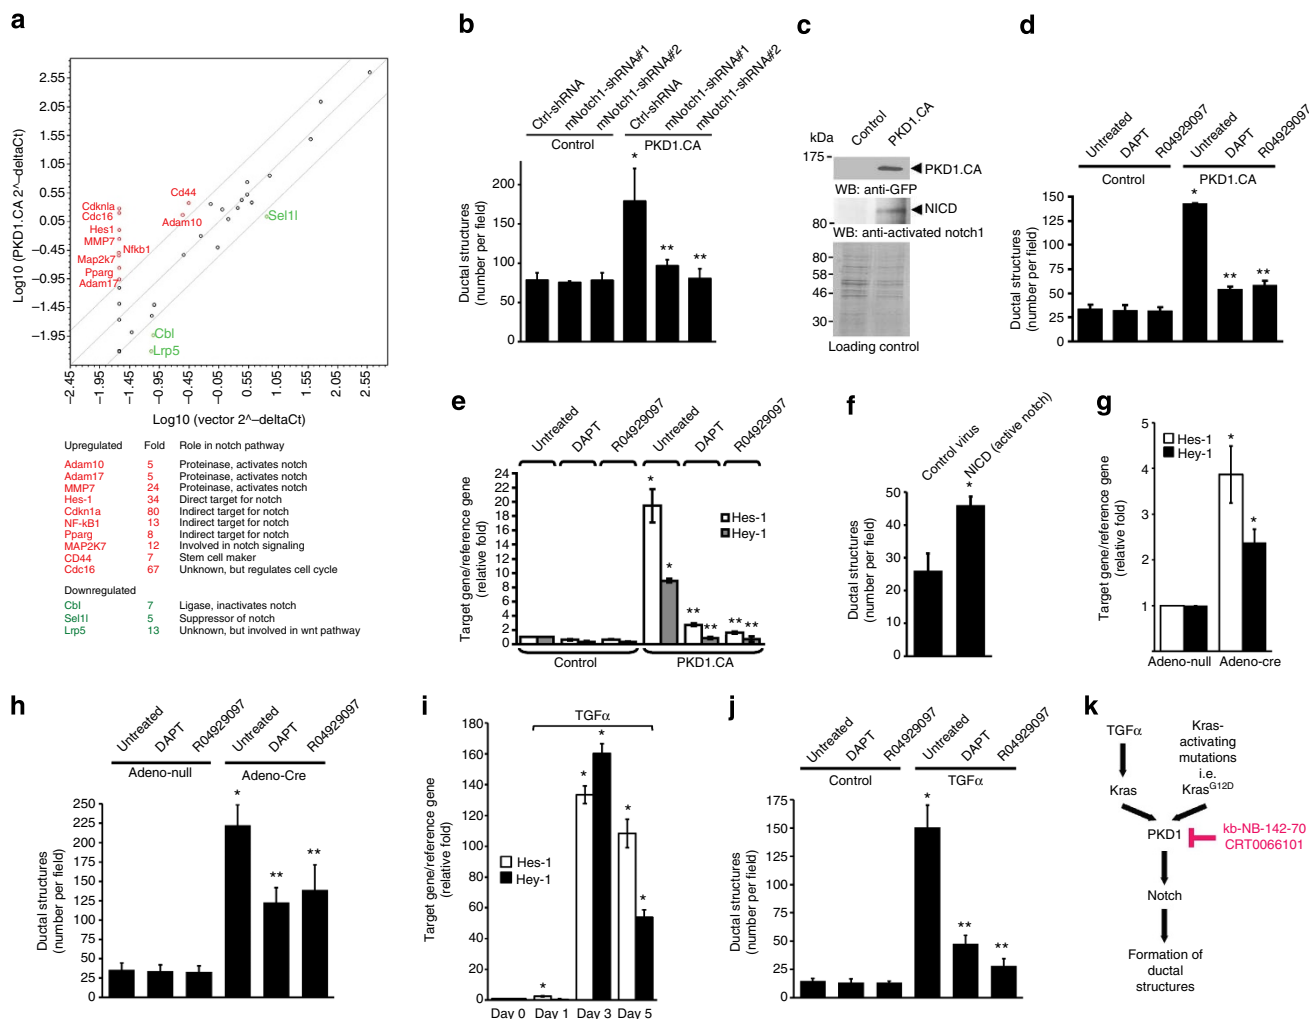 a
Log10 (PKD1.CA 2^–deltaCt)
2.55
2.05
1.55
1.05
0.55
0.05
–0.45
–0.95
–1.45
–1.95
Cdknla
Cdc16
Hes1
MMP7
Nfkb1
Map2k7
Pparg
Adam17
Cd44
Adam10
Sel1l
Cbl
Lrp5
–2.45
–1.95
–1.45
–0.95
–0.45
–0.05
0.55
1.05
1.55
2.05
2.55
Log10 (vector 2^–deltaCt)
Upregulated Fold Role in notch pathway
Adam10 5 Proteinase, activates notch
Adam17 5 Proteinase, activates notch
MMP7 24 Proteinase, activates notch
Hes-1 34 Direct target for notch
Cdkn1a 80 Indirect target for notch
NF-kB1 13 Indirect target for notch
Pparg 8 Indirect target for notch
MAP2K7 12 Involved in notch signaling
CD44 7 Stem cell maker
Cdc16 67 Unknown, but regulates cell cycle
Downregulated
Cbl 7 Ligase, inactivates notch
Sel1l 5 Suppressor of notch
Lrp5 13 Unknown, but involved in wnt pathway
b
Ctrl-shRNA
mNotch1-shRNA#1
mNotch1-shRNA#2
Ctrl-shRNA
mNotch1-shRNA#1
mNotch1-shRNA#2
Control PKD1.CA
Ductal structures
(number per field)
200
150
100
50
0
*
**
**
c
Control
PKD1.CA
kDa
175
PKD1.CA
WB: anti-GFP
NICD
80
WB: anti-activated notch1
80
58
46
30
Loading control
d
Untreated
DAPT
R04929097
Untreated
DAPT
R04929097
Control PKD1.CA
Ductal structures
(number per field)
150
125
100
75
50
25
0
*
**
**
e
Untreated
DAPT
R04929097
Untreated
DAPT
R04929097
Target gene/reference gene
(relative fold)
24
22
20
18
16
14
12
10
8
6
4
2
0
*
*
**
**
**
**
Hes-1
Hey-1
Control PKD1.CA
f
Control virus
NICD (active notch)
Ductal structures
(number per field)
50
40
30
20
10
0
*
g
Target gene/reference gene
(relative fold)
5
4
3
2
1
Hes-1
Hey-1
*
*
Adeno-null Adeno-cre
h
Untreated
DAPT
R04929097
Untreated
DAPT
R04929097
Adeno-null Adeno-Cre
Ductal structures
(number per field)
250
225
200
175
150
125
100
75
50
25
0
*
**
**
i
TGFα
Target gene/reference gene
(relative fold)
180
160
140
120
100
80
60
40
20
0
Hes-1
Hey-1
*
*
*
*
*
Day 0 Day 1 Day 3 Day 5
j
Untreated
DAPT
R04929097
Untreated
DAPT
R04929097
Control TGFα
Ductal structures
(number per field)
175
150
125
100
75
50
25
0
*
**
**
k
TGFα
Kras-
activating
mutations
i.e.
KrasG12D
Kras
PKD1
kb-NB-142-70
CRT0066101
Notch
Formation of
ductal
structures